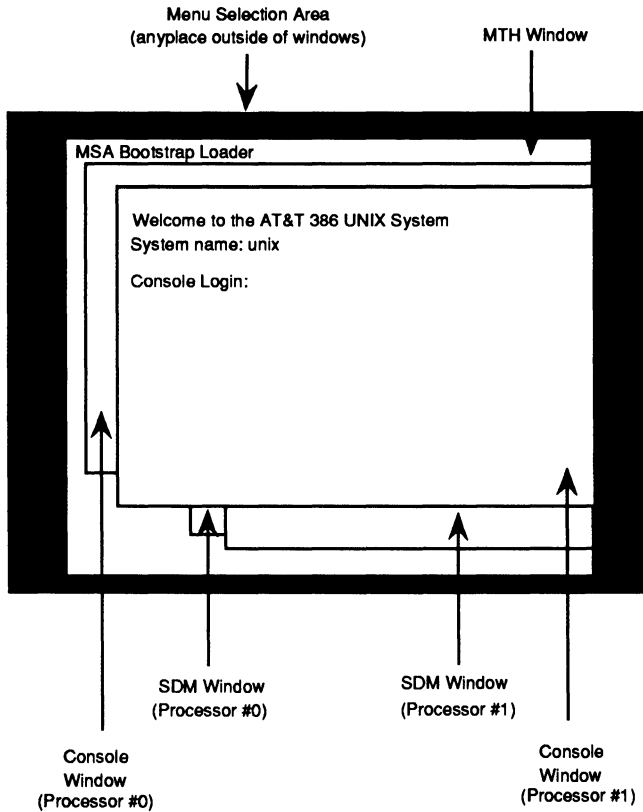 Menu Selection Area
(anyplace outside of windows)
MTH Window
MSA Bootstrap Loader
Welcome to the AT&T 386 UNIX System
System name: unix
Console Login:
SDM Window
(Processor #0)
SDM Window
(Processor #1)
Console
Window
(Processor #0)
Console
Window
(Processor #1)